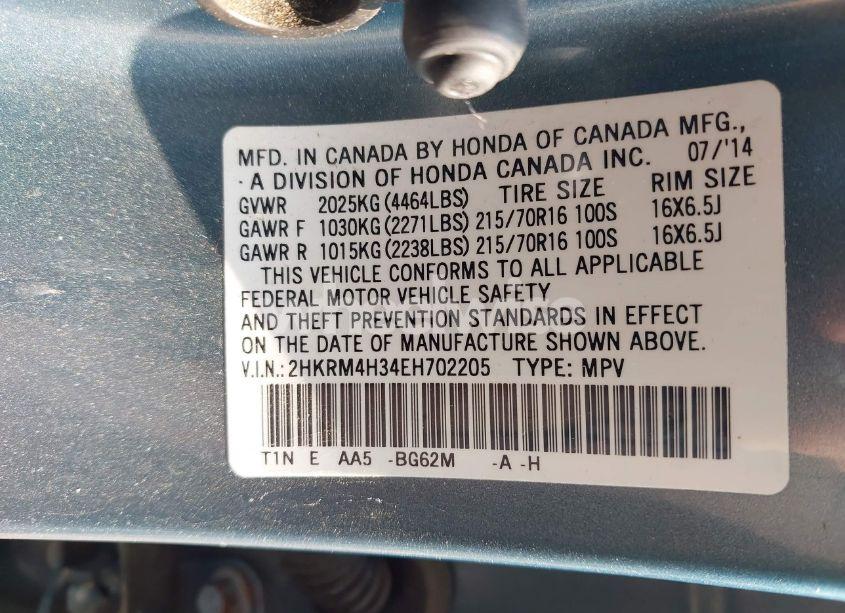 MFD. IN CANADA BY HONDA OF CANADA MFG.,
- A DIVISION OF HONDA CANADA INC. 07/'14
GVWR 2025KG (4464LBS) TIRE SIZE RIM SIZE
GAWR F 1030KG (2271LBS) 215/70R16 100S 16X6.5J
GAWR R 1015KG (2238LBS) 215/70R16 100S 16X6.5J
THIS VEHICLE CONFORMS TO ALL APPLICABLE
FEDERAL MOTOR VEHICLE SAFETY
AND THEFT PREVENTION STANDARDS IN EFFECT
ON THE DATE OF MANUFACTURE SHOWN ABOVE.
V.I.N.: 2HKRM4H34EH702205 TYPE: MPV
T1N E AA5 -BG62M -A -H